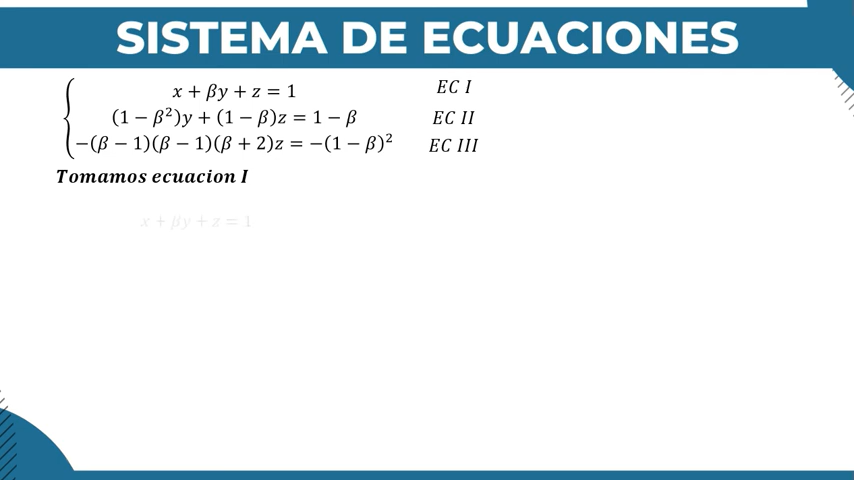 SISTEMA DE ECUACIONES
x + βy + z = 1 EC I
(1 − β²)y + (1 − β)z = 1 − β EC II
−(β − 1)(β − 1)(β + 2)z = −(1 − β)² EC III
Tomamos ecuacion I
x + βy + z = 1